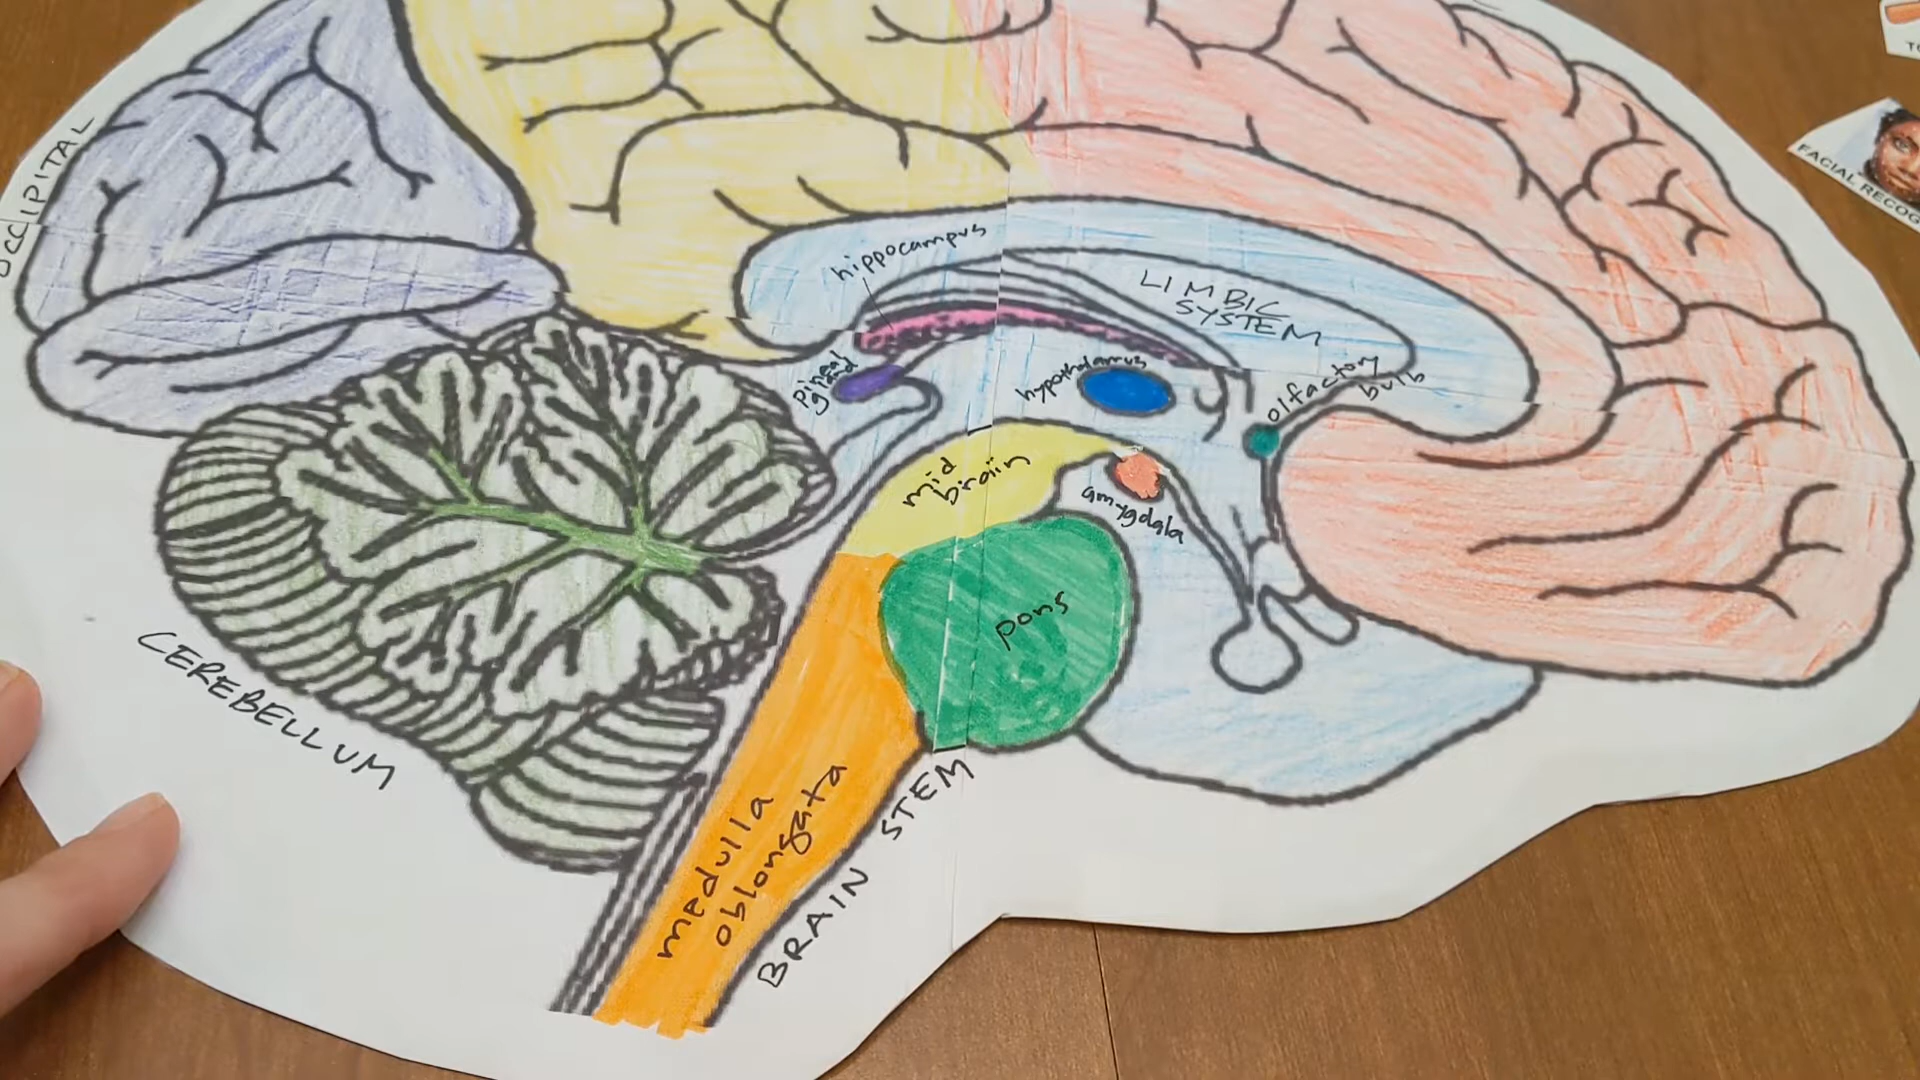 OCCIPITAL
hippocampus
LIMBIC
SYSTEM
pineal
gland
hypothalamus
olfactory
bulb
mid
brain
amygdala
pons
CEREBELLUM
medulla
oblongata
BRAIN STEM
FACIAL RECOG